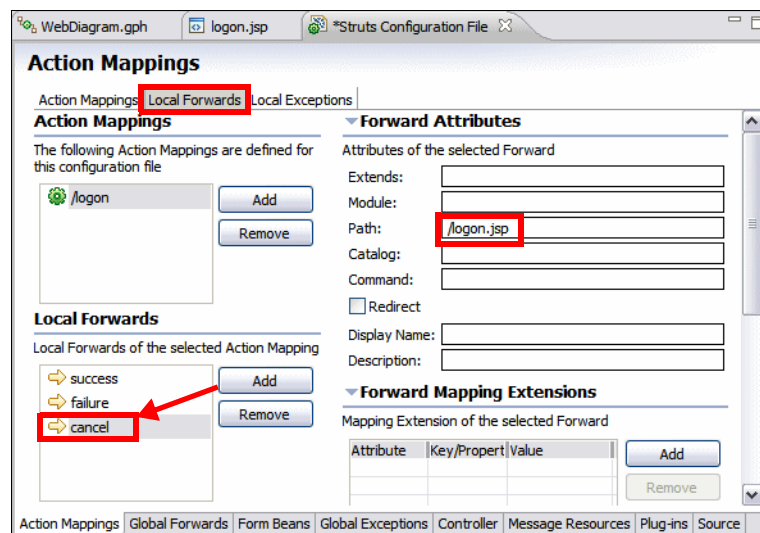 WebDiagram.gph
logon.jsp
*Struts Configuration File
Action Mappings
Action Mappings
Local Forwards
Local Exceptions
Action Mappings
The following Action Mappings are defined for
this configuration file
/logon
Add
Remove
Local Forwards
Local Forwards of the selected Action Mapping
success
failure
cancel
Add
Remove
Forward Attributes
Attributes of the selected Forward
Extends:
Module:
Path: /logon.jsp
Catalog:
Command:
Redirect
Display Name:
Description:
Forward Mapping Extensions
Mapping Extension of the selected Forward
Attribute Key/Propert Value
Add
Remove
Action Mappings Global Forwards Form Beans Global Exceptions Controller Message Resources Plug-ins Source